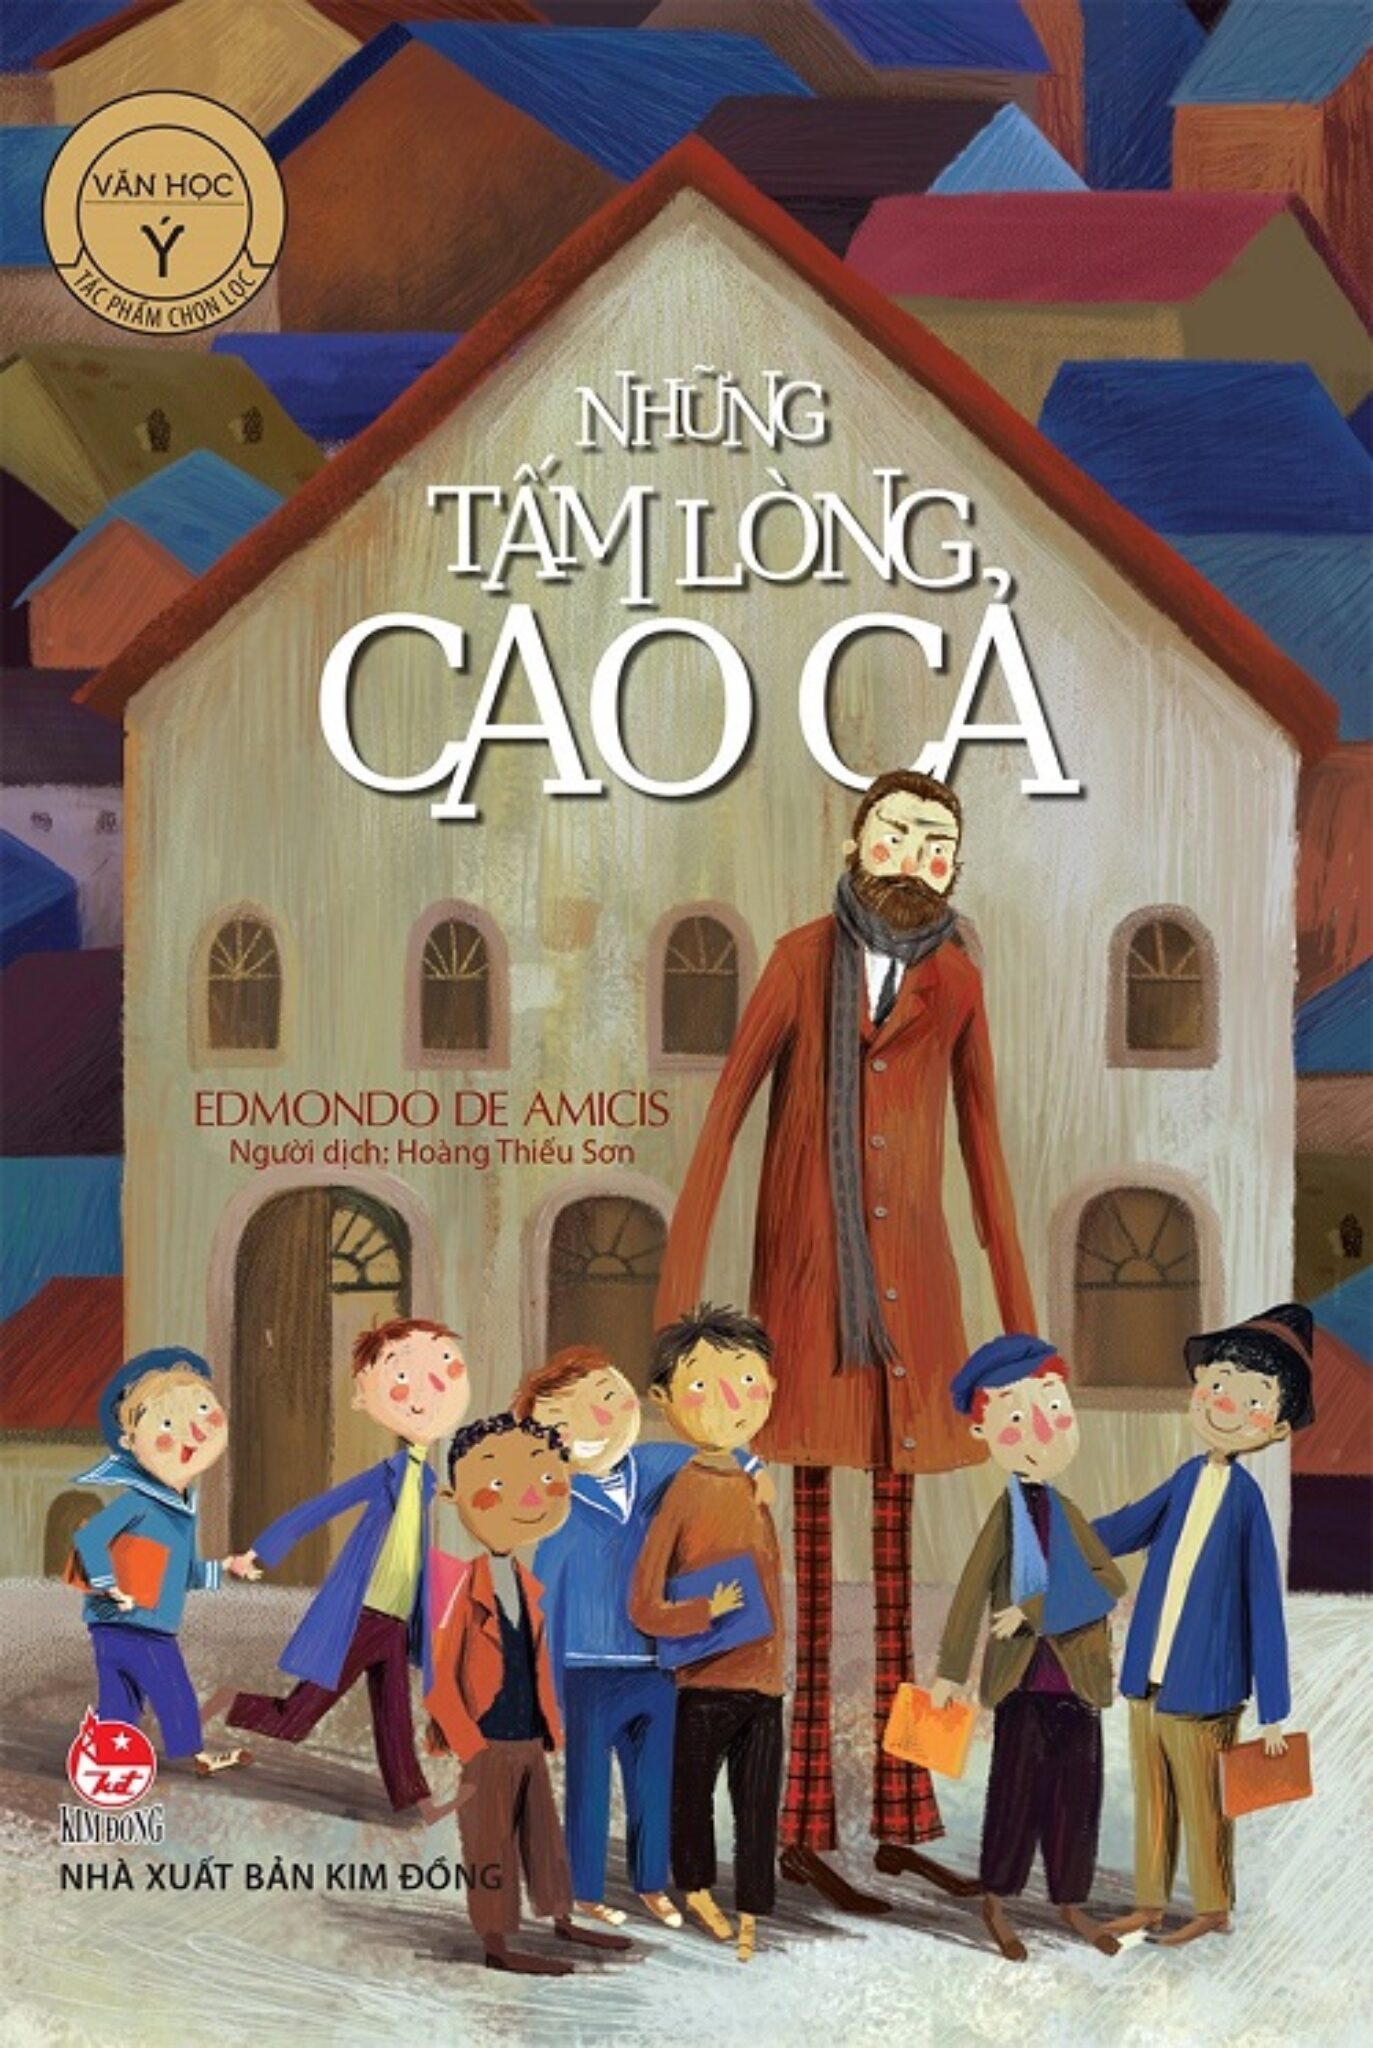 VĂN HỌC
Ý
TÁC PHẨM CHỌN LỌC
NHỮNG
TẤM LÒNG
CAO CẢ
EDMONDO DE AMICIS
Người dịch: Hoàng Thiếu Sơn
KIM ĐỒNG
NHÀ XUẤT BẢN KIM ĐỒNG